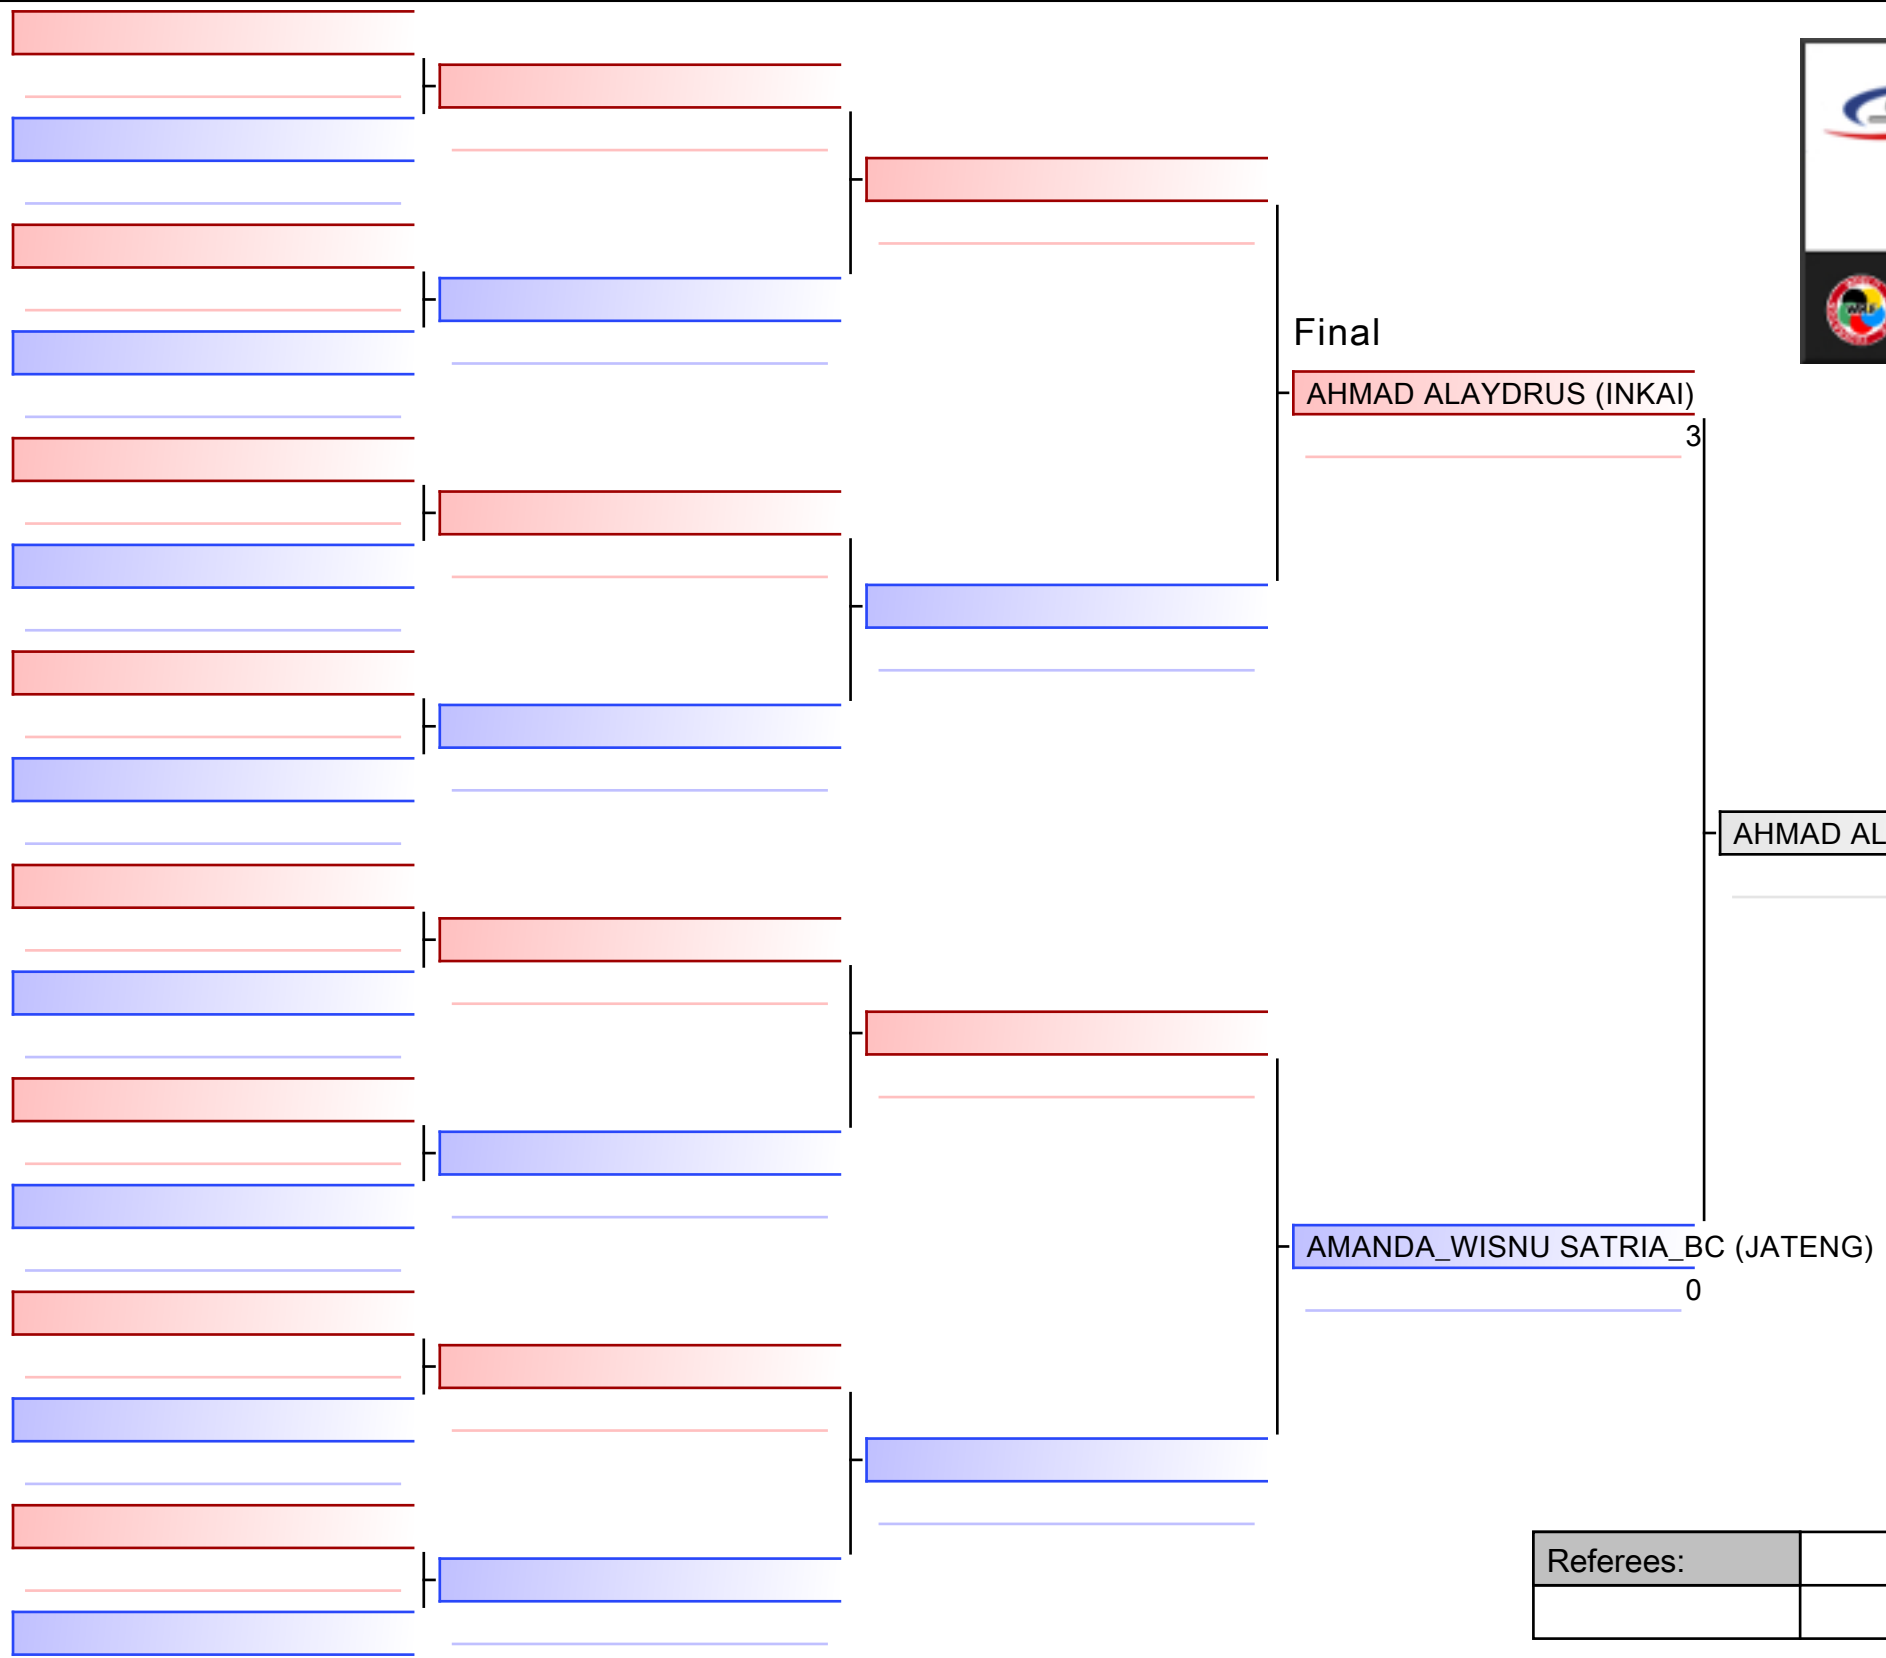 Final
AHMAD ALAYDRUS (INKAI)
3
AHMAD AL
AMANDA_WISNU SATRIA_BC (JATENG)
0
Referees: